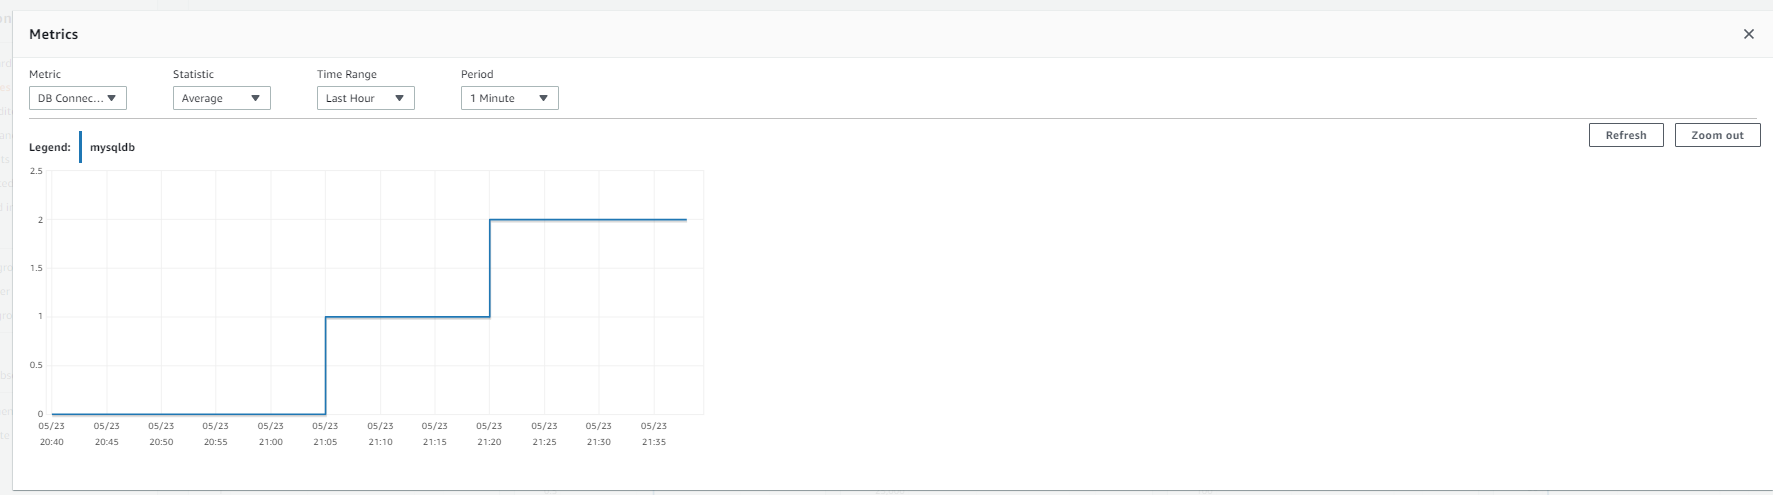 Metrics
Metric Statistic Time Range Period
DB Connec... Average Last Hour 1 Minute
Refresh Zoom out
Legend: mysqldb
2.5
2
1.5
1
0.5
0
05/23 05/23 05/23 05/23 05/23 05/23 05/23 05/23 05/23 05/23 05/23 05/23
20:40 20:45 20:50 20:55 21:00 21:05 21:10 21:15 21:20 21:25 21:30 21:35